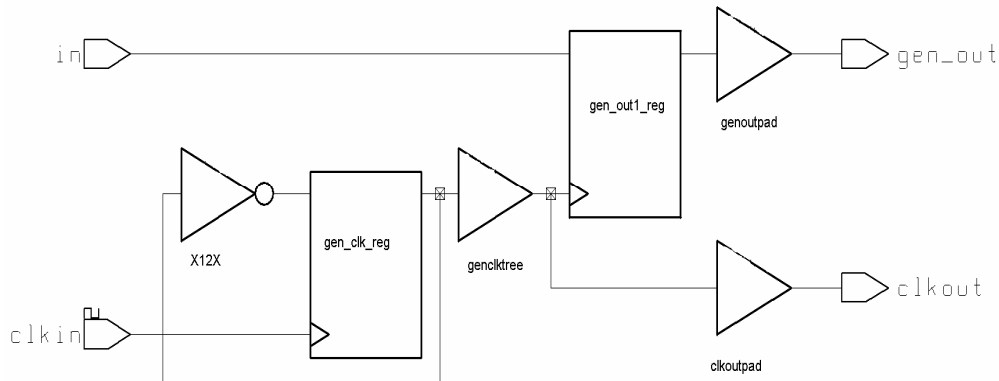 in
gen_out1_reg
gen_out
genoutpad
gen_clk_reg
X12X
genclktree
clkin
clkout
clkoutpad